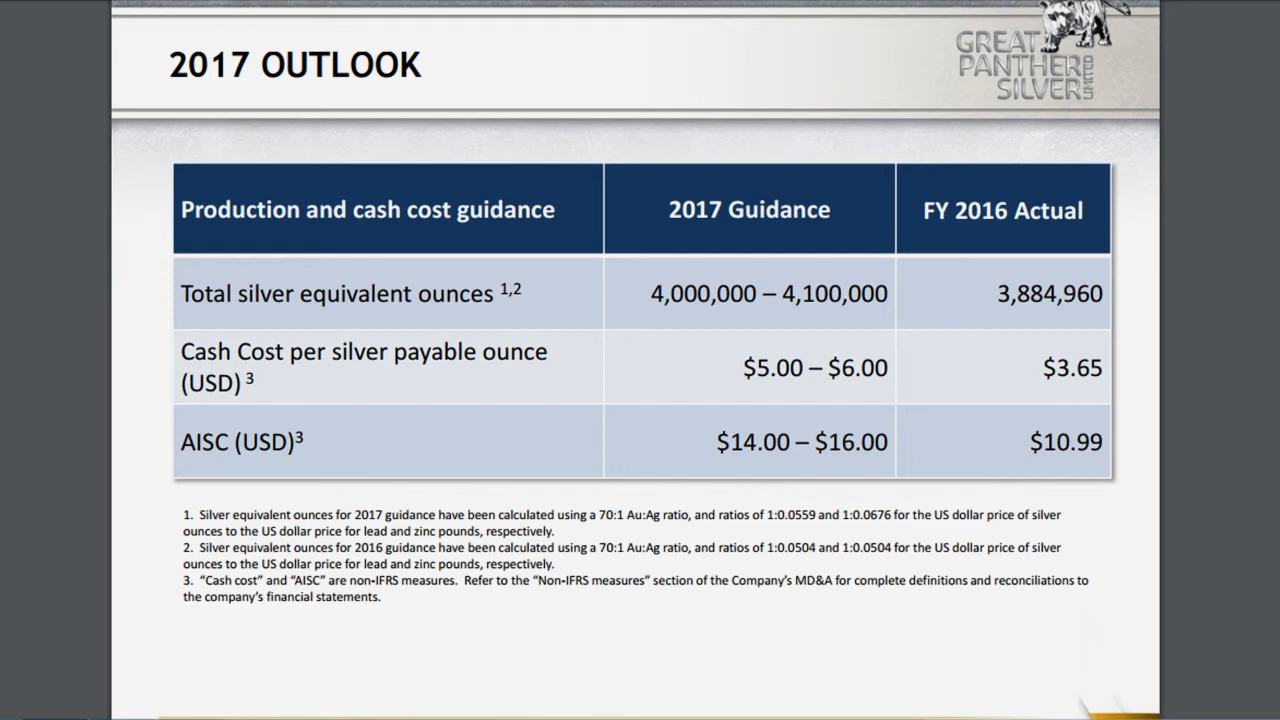 2017 OUTLOOK
GREAT
PANTHER
SILVER
LIMITED
Production and cash cost guidance
2017 Guidance
FY 2016 Actual
Total silver equivalent ounces 1,2
4,000,000 – 4,100,000
3,884,960
Cash Cost per silver payable ounce
(USD) 3
$5.00 – $6.00
$3.65
AISC (USD)3
$14.00 – $16.00
$10.99
1. Silver equivalent ounces for 2017 guidance have been calculated using a 70:1 Au:Ag ratio, and ratios of 1:0.0559 and 1:0.0676 for the US dollar price of silver
ounces to the US dollar price for lead and zinc pounds, respectively.
2. Silver equivalent ounces for 2016 guidance have been calculated using a 70:1 Au:Ag ratio, and ratios of 1:0.0504 and 1:0.0504 for the US dollar price of silver
ounces to the US dollar price for lead and zinc pounds, respectively.
3. “Cash cost” and “AISC” are non-IFRS measures. Refer to the “Non-IFRS measures” section of the Company’s MD&A for complete definitions and reconciliations to
the company’s financial statements.